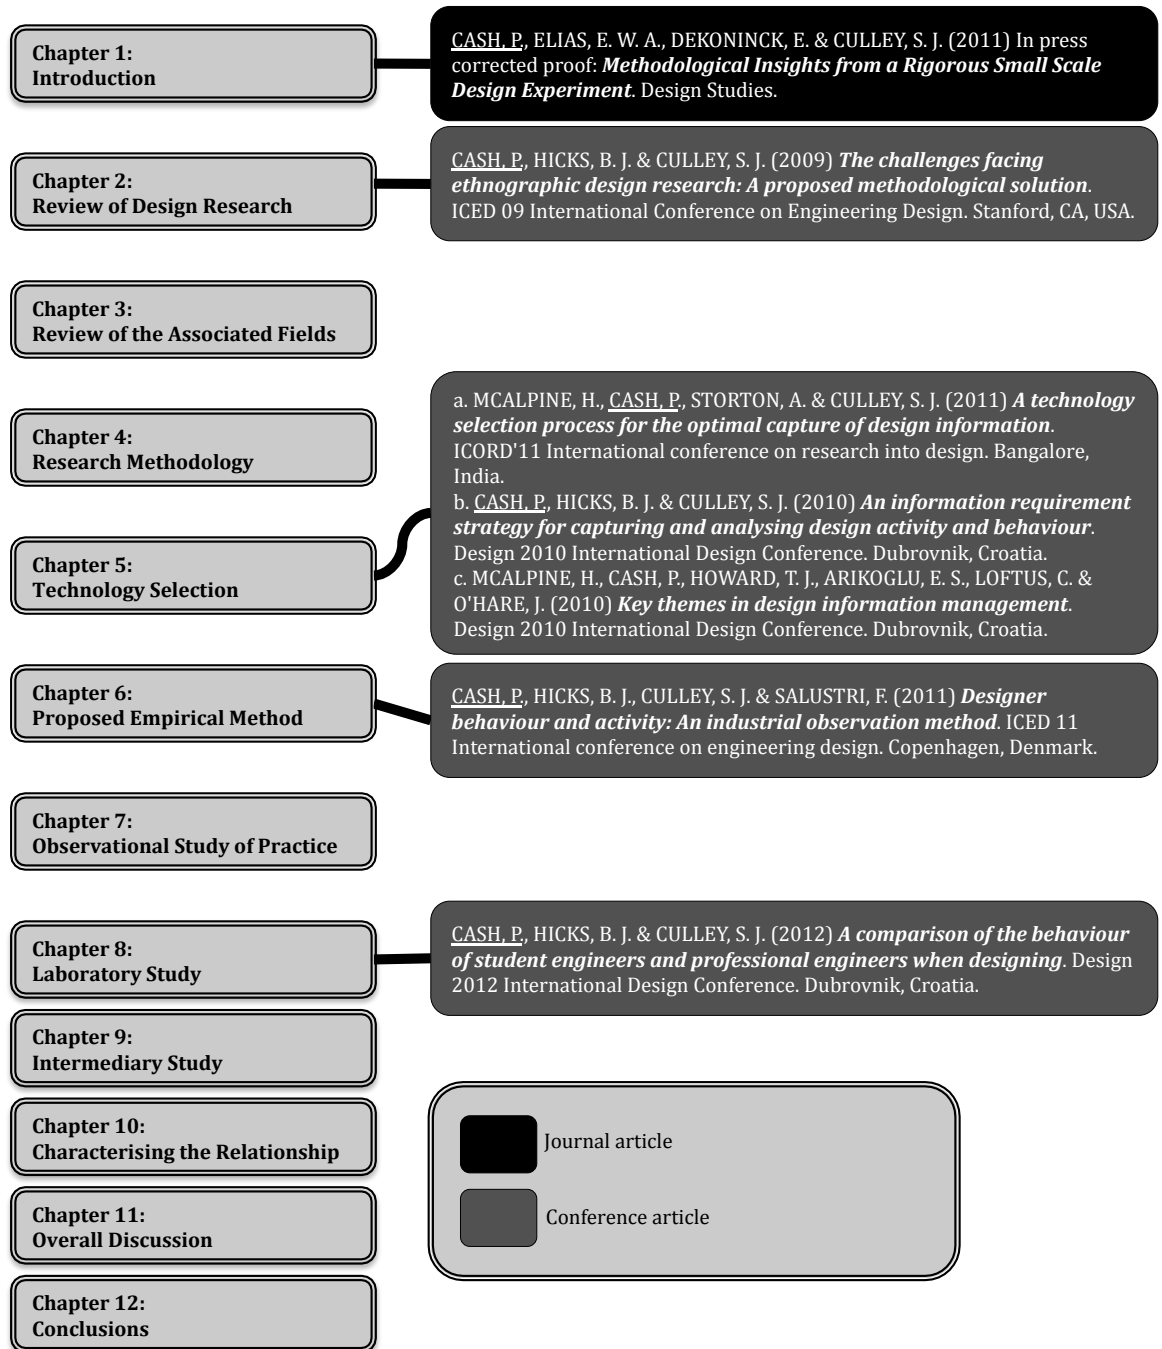 Chapter 1:
Introduction
CASH, P., ELIAS, E. W. A., DEKONINCK, E. & CULLEY, S. J. (2011) In press
corrected proof: Methodological Insights from a Rigorous Small Scale
Design Experiment. Design Studies.
Chapter 2:
Review of Design Research
CASH, P., HICKS, B. J. & CULLEY, S. J. (2009) The challenges facing
ethnographic design research: A proposed methodological solution.
ICED 09 International Conference on Engineering Design. Stanford, CA, USA.
Chapter 3:
Review of the Associated Fields
Chapter 4:
Research Methodology
Chapter 5:
Technology Selection
a. MCALPINE, H., CASH, P., STORTON, A. & CULLEY, S. J. (2011) A technology
selection process for the optimal capture of design information.
ICORD'11 International conference on research into design. Bangalore,
India.
b. CASH, P., HICKS, B. J. & CULLEY, S. J. (2010) An information requirement
strategy for capturing and analysing design activity and behaviour.
Design 2010 International Design Conference. Dubrovnik, Croatia.
c. MCALPINE, H., CASH, P., HOWARD, T. J., ARIKOGLU, E. S., LOFTUS, C. &
O'HARE, J. (2010) Key themes in design information management.
Design 2010 International Design Conference. Dubrovnik, Croatia.
Chapter 6:
Proposed Empirical Method
CASH, P., HICKS, B. J., CULLEY, S. J. & SALUSTRI, F. (2011) Designer
behaviour and activity: An industrial observation method. ICED 11
International conference on engineering design. Copenhagen, Denmark.
Chapter 7:
Observational Study of Practice
Chapter 8:
Laboratory Study
CASH, P., HICKS, B. J. & CULLEY, S. J. (2012) A comparison of the behaviour
of student engineers and professional engineers when designing. Design
2012 International Design Conference. Dubrovnik, Croatia.
Chapter 9:
Intermediary Study
Chapter 10:
Characterising the Relationship
Chapter 11:
Overall Discussion
Chapter 12:
Conclusions
Journal article
Conference article